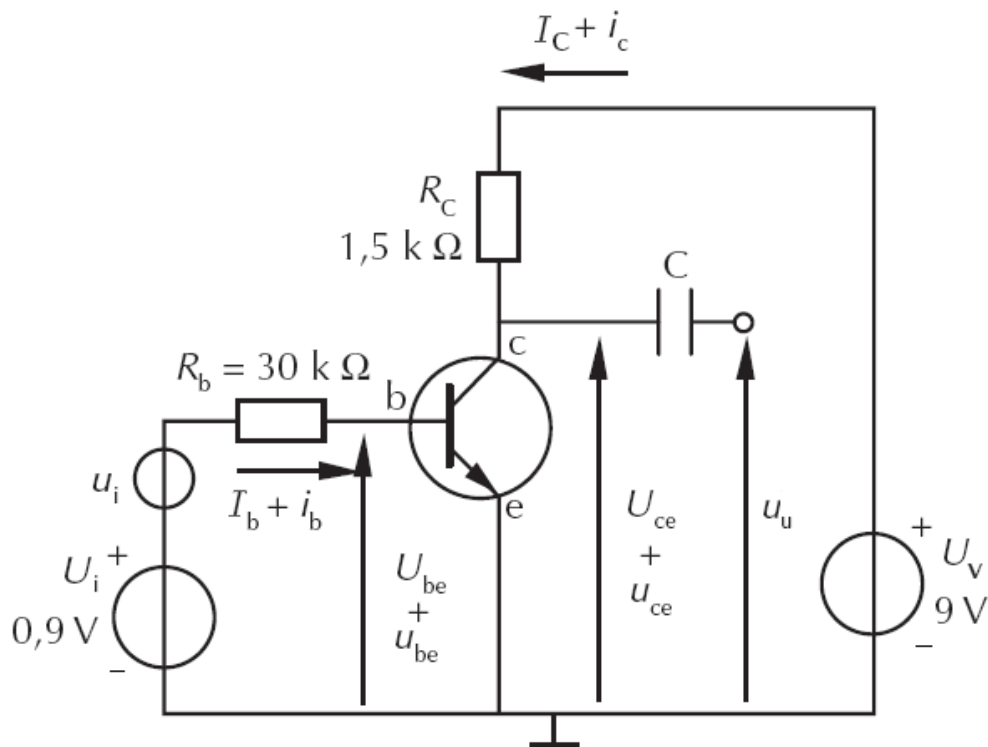 I_C + i_c
R_C
1,5 k Ω
C
c
R_b = 30 k Ω
b
u_i
I_b + i_b
e
U_i
+
0,9 V
–
U_be
+
u_be
U_ce
+
u_ce
u_u
+
U_v
9 V
–